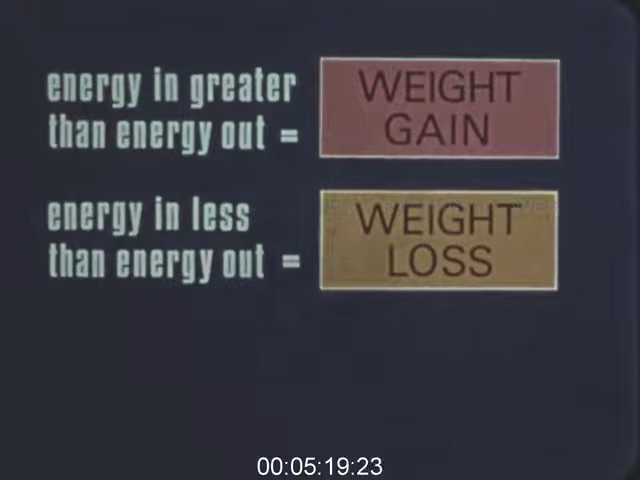 energy in greater
than energy out =
WEIGHT
GAIN
energy in less
than energy out =
WEIGHT
LOSS
00:05:19:23